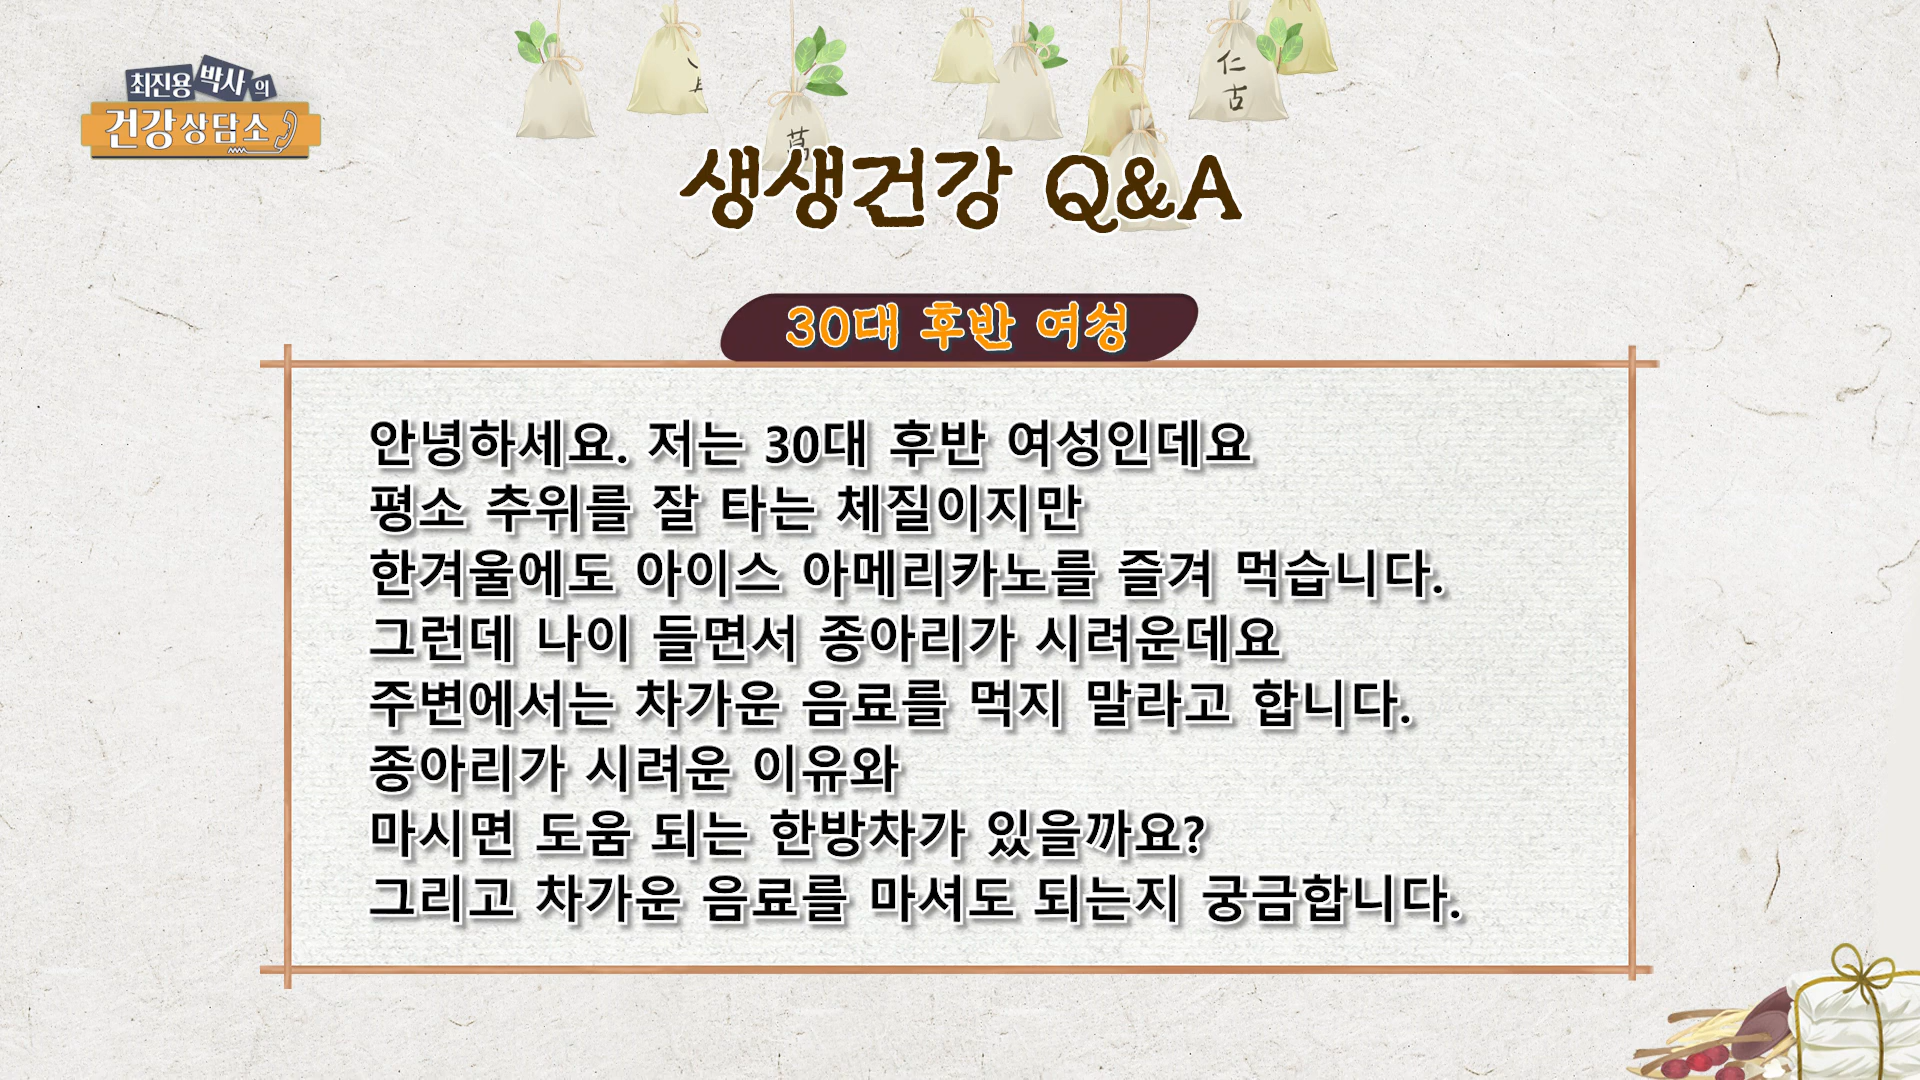 최진용 박사의
건강상담소
仁
古
생생건강 Q&A
30대 후반 여성
안녕하세요. 저는 30대 후반 여성인데요
평소 추위를 잘 타는 체질이지만
한겨울에도 아이스 아메리카노를 즐겨 먹습니다.
그런데 나이 들면서 종아리가 시려운데요
주변에서는 차가운 음료를 먹지 말라고 합니다.
종아리가 시려운 이유와
마시면 도움 되는 한방차가 있을까요?
그리고 차가운 음료를 마셔도 되는지 궁금합니다.